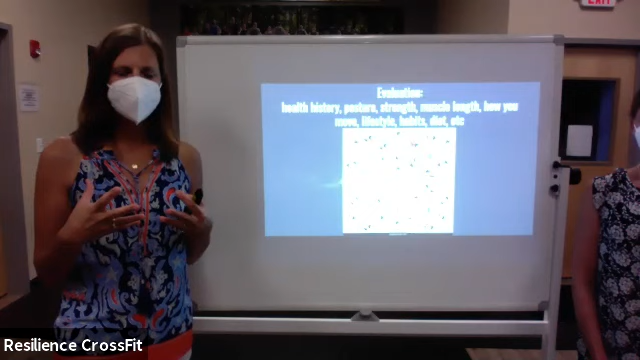 EXIT
Evaluation:
health history, posture, strength, muscle length, how you
move, lifestyle, habits, diet, etc
Resilience CrossFit